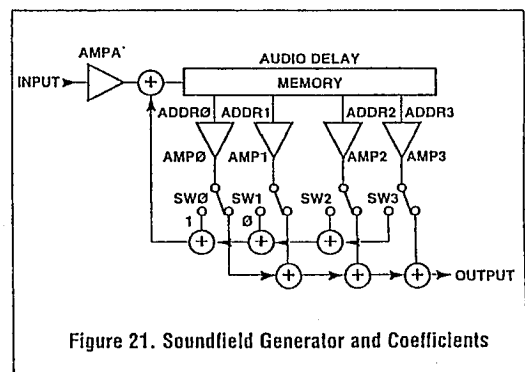 AMPA*
AUDIO DELAY
INPUT
MEMORY
ADDRØ ADDR1 ADDR2 ADDR3
AMPØ AMP1 AMP2 AMP3
SWØ SW1 SW2 SW3
1 Ø
OUTPUT
Figure 21. Soundfield Generator and Coefficients